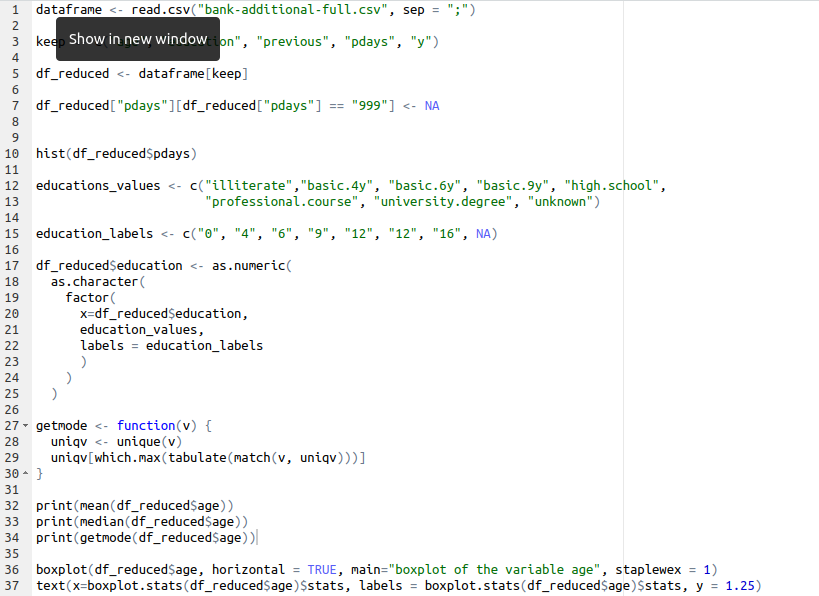 1 dataframe <- read.csv("bank-additional-full.csv", sep = ";")
2
Show in new window
3 keep on", "previous", "pdays", "y")
4
5 df_reduced <- dataframe[keep]
6
7 df_reduced["pdays"][df_reduced["pdays"] == "999"] <- NA
8
9
10 hist(df_reduced$pdays)
11
12 educations_values <- c("illiterate","basic.4y", "basic.6y", "basic.9y", "high.school",
13 "professional.course", "university.degree", "unknown")
14
15 education_labels <- c("0", "4", "6", "9", "12", "12", "16", NA)
16
17 df_reduced$education <- as.numeric(
18 as.character(
19 factor(
20 x=df_reduced$education,
21 education_values,
22 labels = education_labels
23 )
24 )
25 )
26
27 getmode <- function(v) {
28 uniqv <- unique(v)
29 uniqv[which.max(tabulate(match(v, uniqv)))]
30 }
31
32 print(mean(df_reduced$age))
33 print(median(df_reduced$age))
34 print(getmode(df_reduced$age))
35
36 boxplot(df_reduced$age, horizontal = TRUE, main="boxplot of the variable age", staplewex = 1)
37 text(x=boxplot.stats(df_reduced$age)$stats, labels = boxplot.stats(df_reduced$age)$stats, y = 1.25)